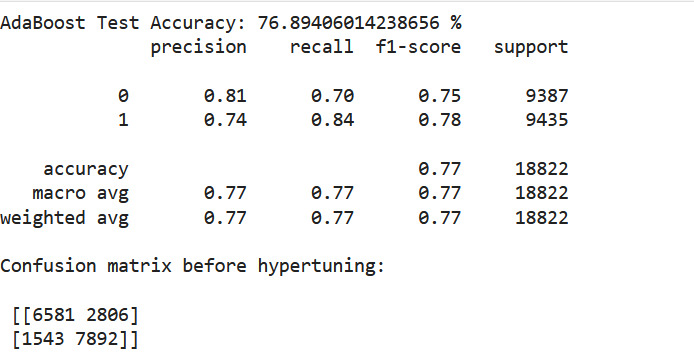 AdaBoost Test Accuracy: 76.89406014238656 %
precision recall f1-score support
0 0.81 0.70 0.75 9387
1 0.74 0.84 0.78 9435
accuracy 0.77 18822
macro avg 0.77 0.77 0.77 18822
weighted avg 0.77 0.77 0.77 18822
Confusion matrix before hypertuning:
[[6581 2806]
[1543 7892]]